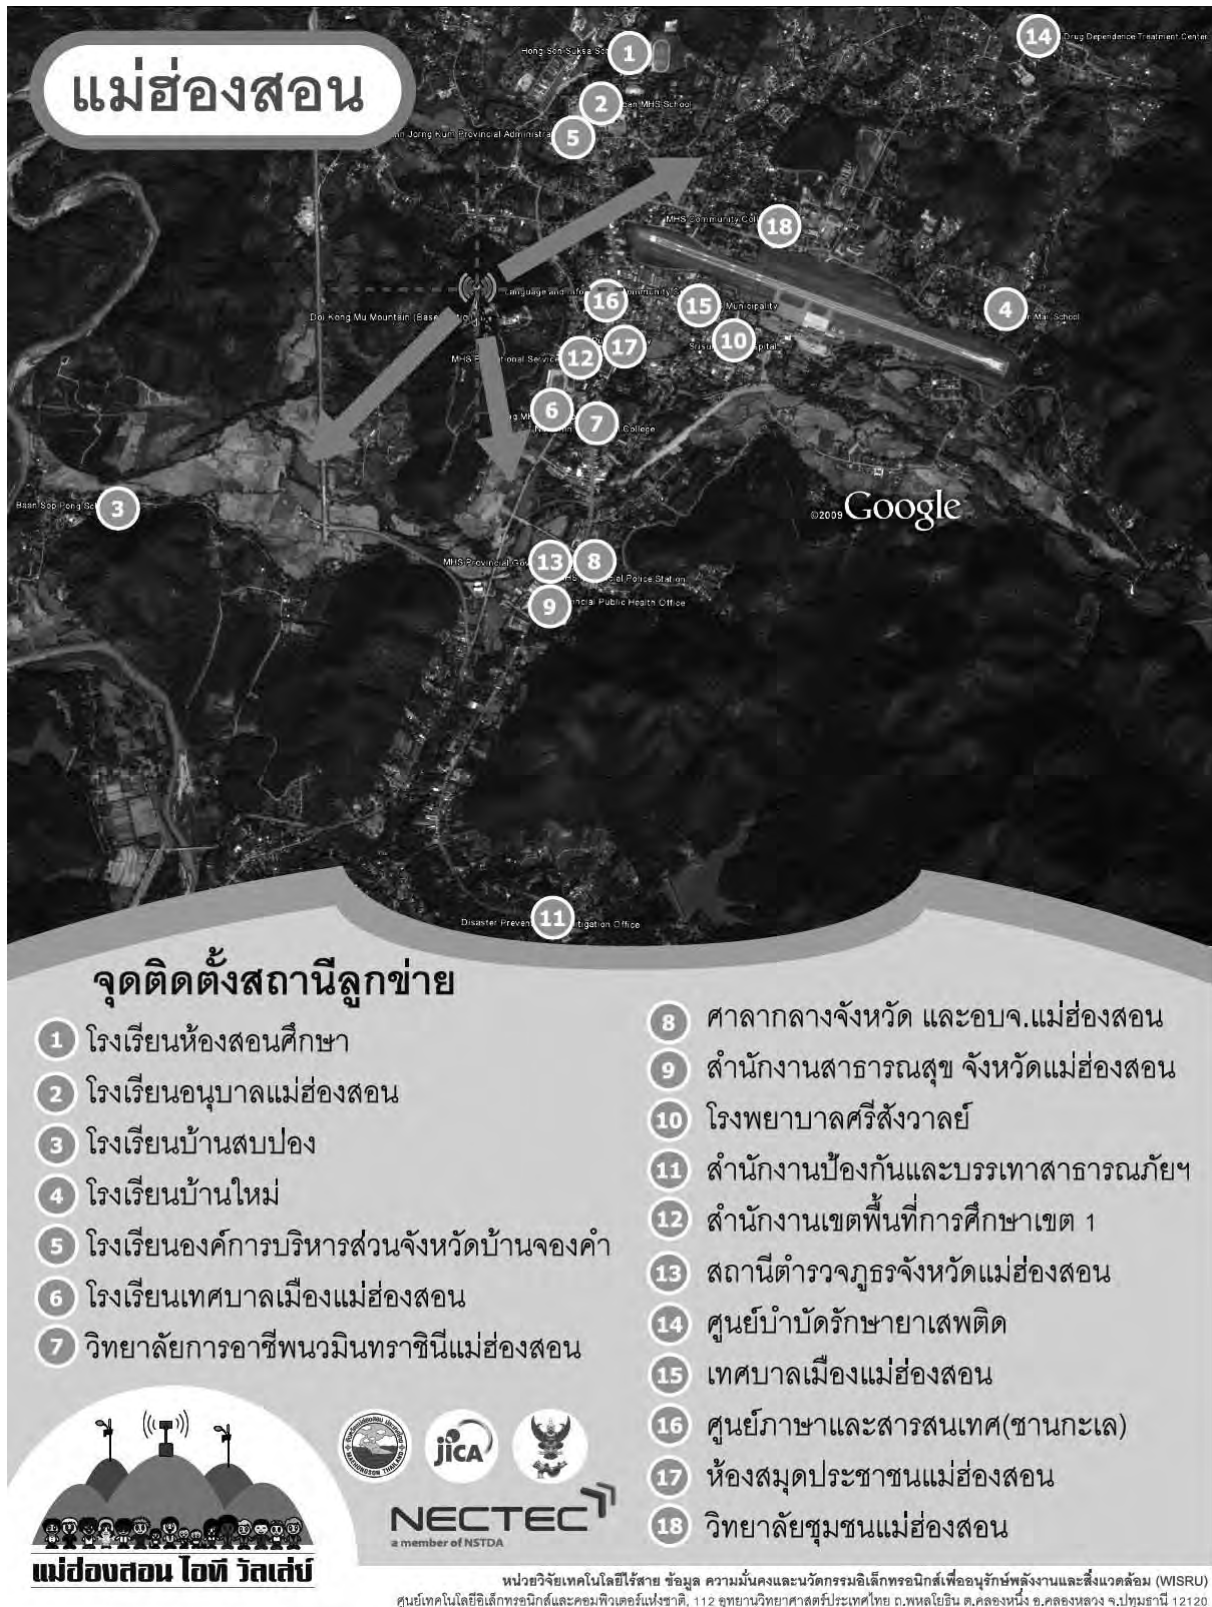 แม่ฮ่องสอน
Hong Son Suksa
1
14
Drug Dependence Treatment Center
2
MHS School
5
Jorng Kum Provincial Administra
MHS Community Coll
18
Language and
16
15
Municipality
4
School
Doi Kong Mu Mountain
17
10
12
6
7
College
Baan Sop Pong
3
©2009 Google
MHS Provincial
13
8
Police Station
9
Public Health Office
Disaster
11
tigation Office
จุดติดตั้งสถานีลูกข่าย
1 โรงเรียนห้องสอนศึกษา
2 โรงเรียนอนุบาลแม่ฮ่องสอน
3 โรงเรียนบ้านสบป่อง
4 โรงเรียนบ้านใหม่
5 โรงเรียนองค์การบริหารส่วนจังหวัดบ้านจองคำ
6 โรงเรียนเทศบาลเมืองแม่ฮ่องสอน
7 วิทยาลัยการอาชีพนวมินทราชินีแม่ฮ่องสอน
8 ศาลากลางจังหวัด และอบจ.แม่ฮ่องสอน
9 สำนักงานสาธารณสุข จังหวัดแม่ฮ่องสอน
10 โรงพยาบาลศรีสังวาลย์
11 สำนักงานป้องกันและบรรเทาสาธารณภัยฯ
12 สำนักงานเขตพื้นที่การศึกษาเขต 1
13 สถานีตำรวจภูธรจังหวัดแม่ฮ่องสอน
14 ศูนย์บำบัดรักษายาเสพติด
15 เทศบาลเมืองแม่ฮ่องสอน
16 ศูนย์ภาษาและสารสนเทศ(ชานกะเล)
17 ห้องสมุดประชาชนแม่ฮ่องสอน
18 วิทยาลัยชุมชนแม่ฮ่องสอน
แม่ฮ่องสอน ไอที วัลเล่ย์
MAEHONGSON THAILAND
jICA
NECTEC
a member of NSTDA
หน่วยวิจัยเทคโนโลยีไร้สาย ข้อมูล ความมั่นคงและนวัตกรรมอิเล็กทรอนิกส์เพื่ออนุรักษ์พลังงานและสิ่งแวดล้อม (WISRU)
ศูนย์เทคโนโลยีอิเล็กทรอนิกส์และคอมพิวเตอร์แห่งชาติ, 112 อุทยานวิทยาศาสตร์ประเทศไทย ถ.พหลโยธิน ต.คลองหนึ่ง อ.คลองหลวง จ.ปทุมธานี 12120